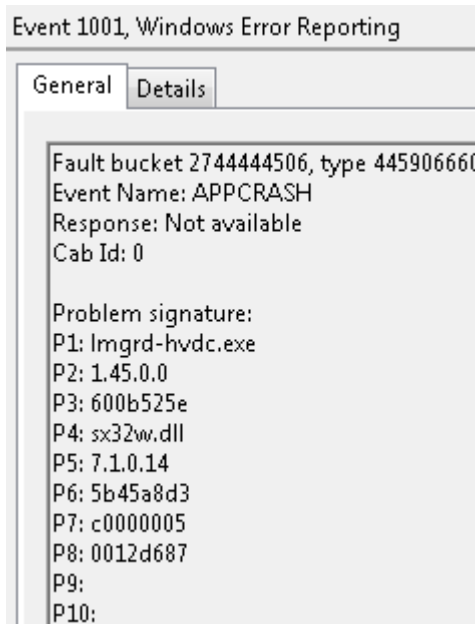 Event 1001, Windows Error Reporting
General
Details
Fault bucket 2744444506, type 445906660
Event Name: APPCRASH
Response: Not available
Cab Id: 0
Problem signature:
P1: lmgrd-hvdc.exe
P2: 1.45.0.0
P3: 600b525e
P4: sx32w.dll
P5: 7.1.0.14
P6: 5b45a8d3
P7: c0000005
P8: 0012d687
P9:
P10: